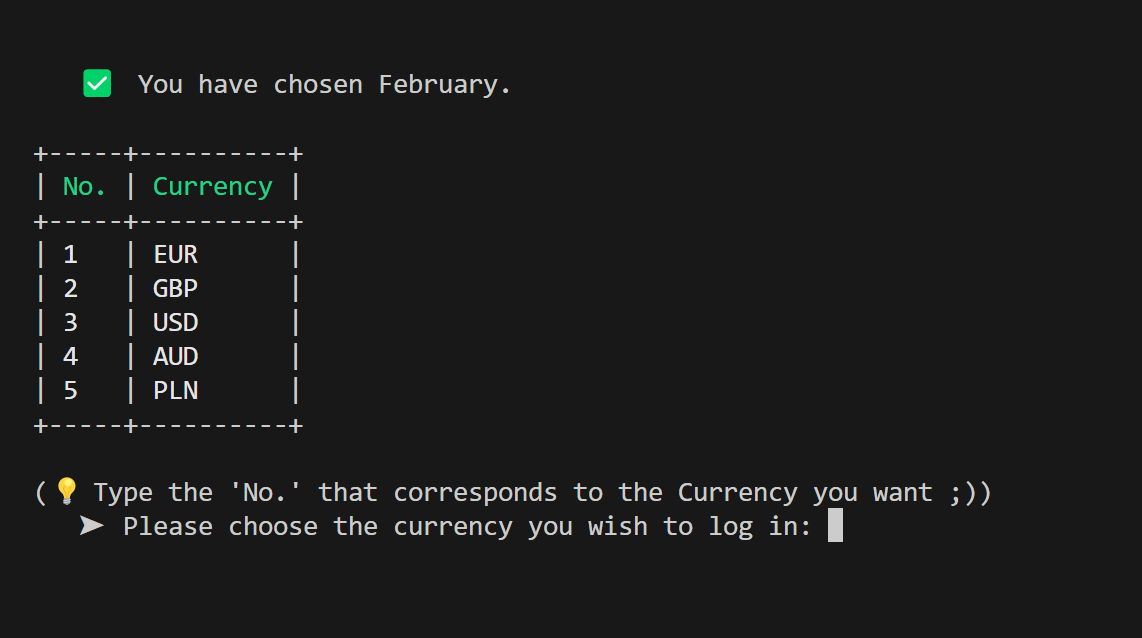 ✅ You have chosen February.
+-----+----------+
| No. | Currency |
+-----+----------+
| 1   | EUR      |
| 2   | GBP      |
| 3   | USD      |
| 4   | AUD      |
| 5   | PLN      |
+-----+----------+
(💡 Type the 'No.' that corresponds to the Currency you want ;))
➤ Please choose the currency you wish to log in: